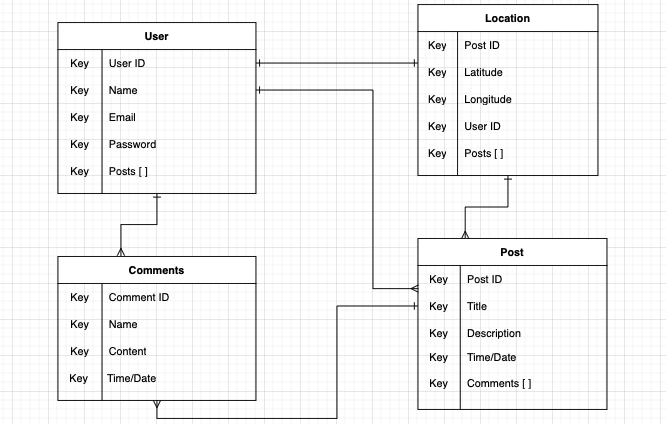 User
Key User ID
Key Name
Key Email
Key Password
Key Posts [ ]
Location
Key Post ID
Key Latitude
Key Longitude
Key User ID
Key Posts [ ]
Comments
Key Comment ID
Key Name
Key Content
Key Time/Date
Post
Key Post ID
Key Title
Key Description
Key Time/Date
Key Comments [ ]